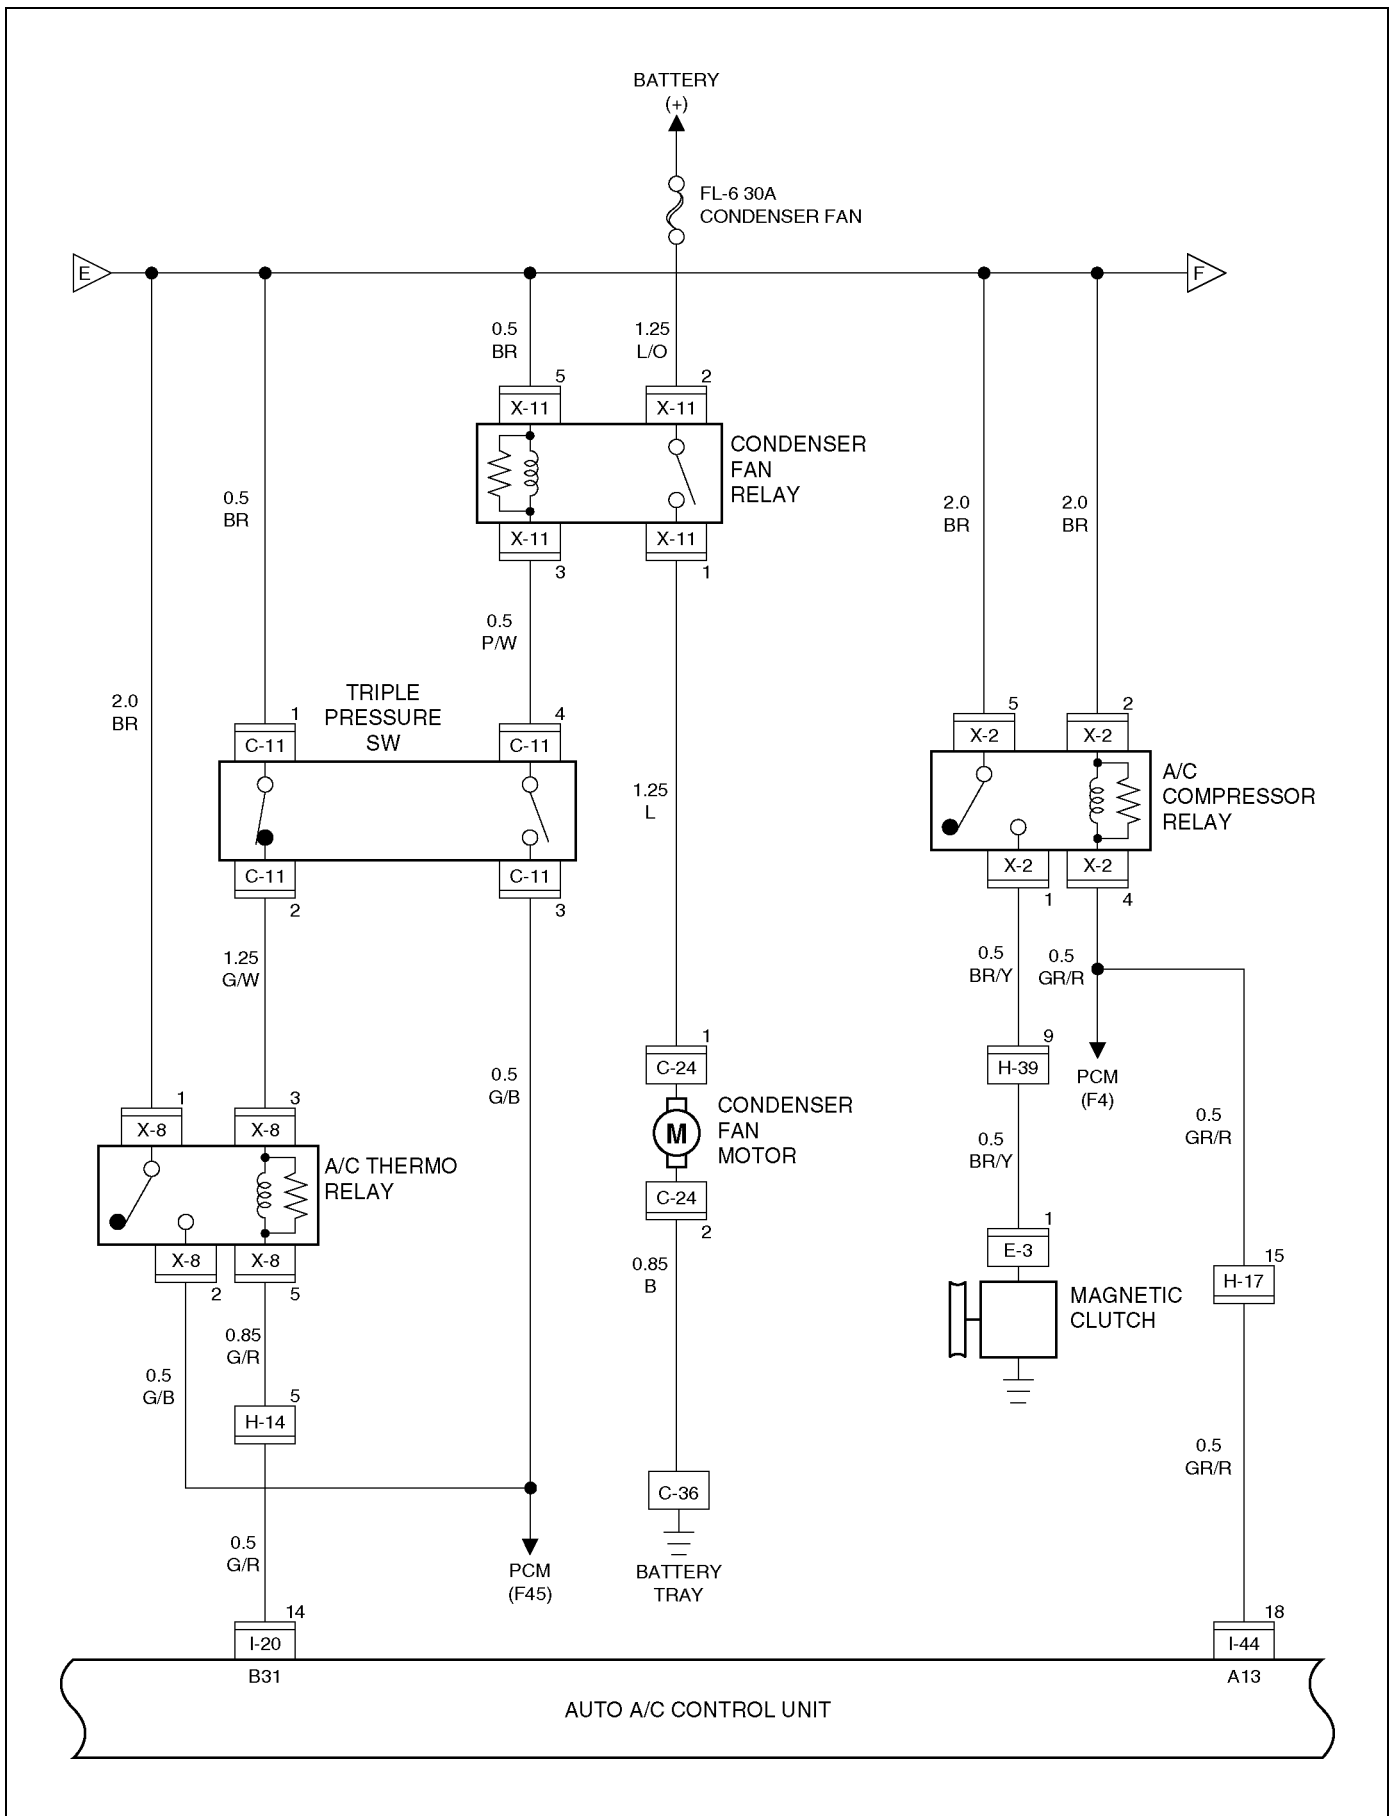 BATTERY
(+)
FL-6 30A
CONDENSER FAN
E
F
0.5
BR
1.25
L/O
5
2
X-11
X-11
CONDENSER
FAN
RELAY
0.5
BR
2.0
BR
2.0
BR
X-11
X-11
3
1
0.5
P/W
2.0
BR
TRIPLE
PRESSURE
SW
1
4
C-11
C-11
5
2
X-2
X-2
1.25
L
A/C
COMPRESSOR
RELAY
C-11
C-11
2
3
X-2
X-2
1
4
1.25
G/W
0.5
BR/Y
0.5
GR/R
1
C-24
9
H-39
PCM
(F4)
0.5
G/B
1
3
X-8
X-8
CONDENSER
FAN
MOTOR
M
0.5
GR/R
A/C THERMO
RELAY
0.5
BR/Y
C-24
2
1
E-3
X-8
X-8
2
5
0.85
B
15
H-17
MAGNETIC
CLUTCH
0.85
G/R
0.5
G/B
5
H-14
0.5
GR/R
C-36
0.5
G/R
PCM
(F45)
BATTERY
TRAY
14
I-20
B31
18
I-44
A13
AUTO A/C CONTROL UNIT